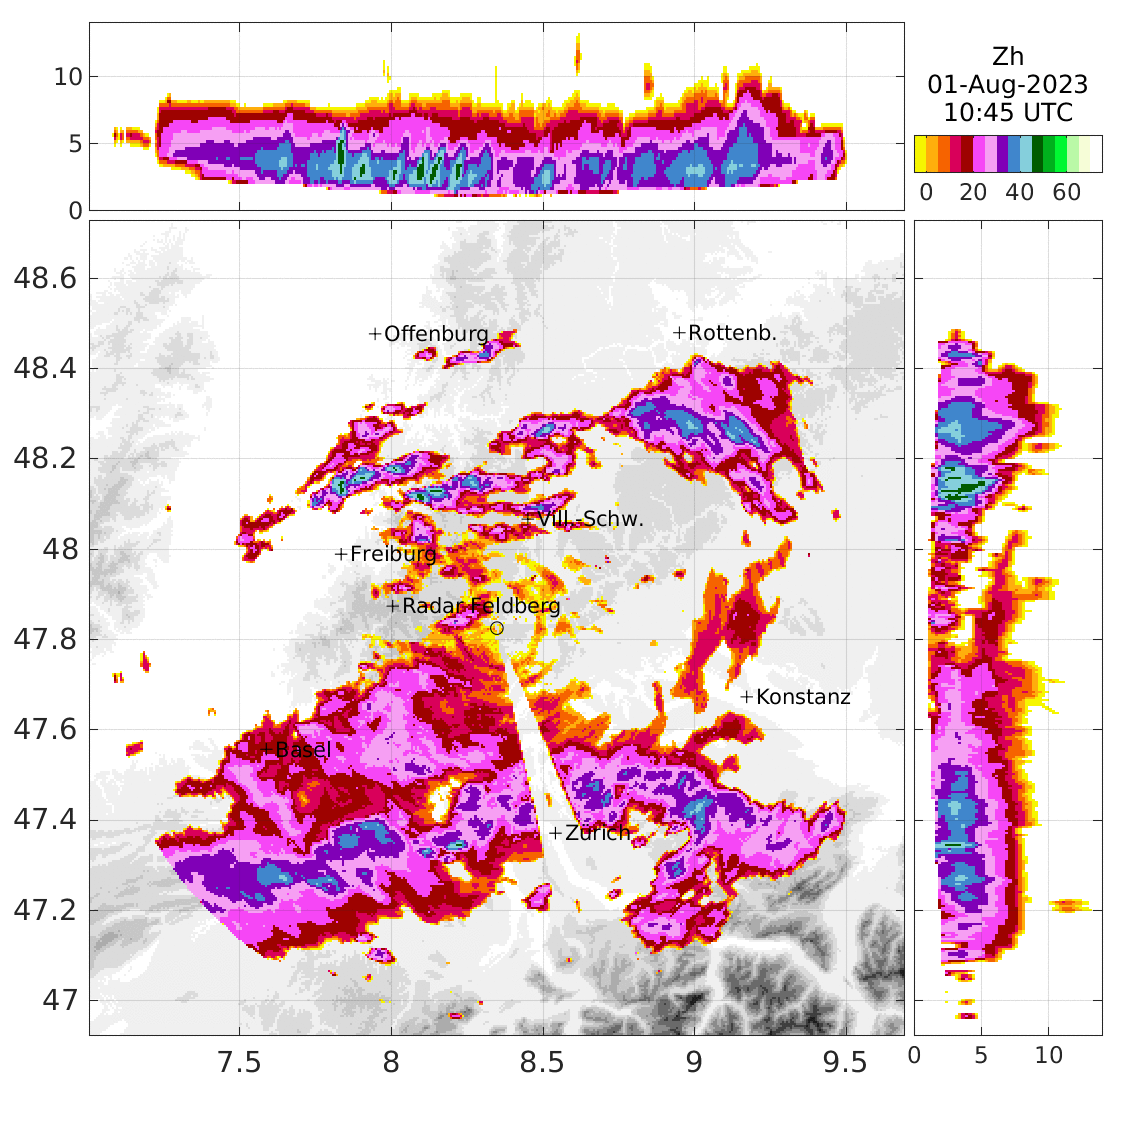 Zh
01-Aug-2023
10:45 UTC
10
5
0
0 20 40 60
48.6
48.4
48.2
48
47.8
47.6
47.4
47.2
47
+Offenburg
+Rottenb.
+Vill.-Schw.
+Freiburg
+Radar Feldberg
+Konstanz
+Basel
+Zürich
7.5 8 8.5 9 9.5
0 5 10